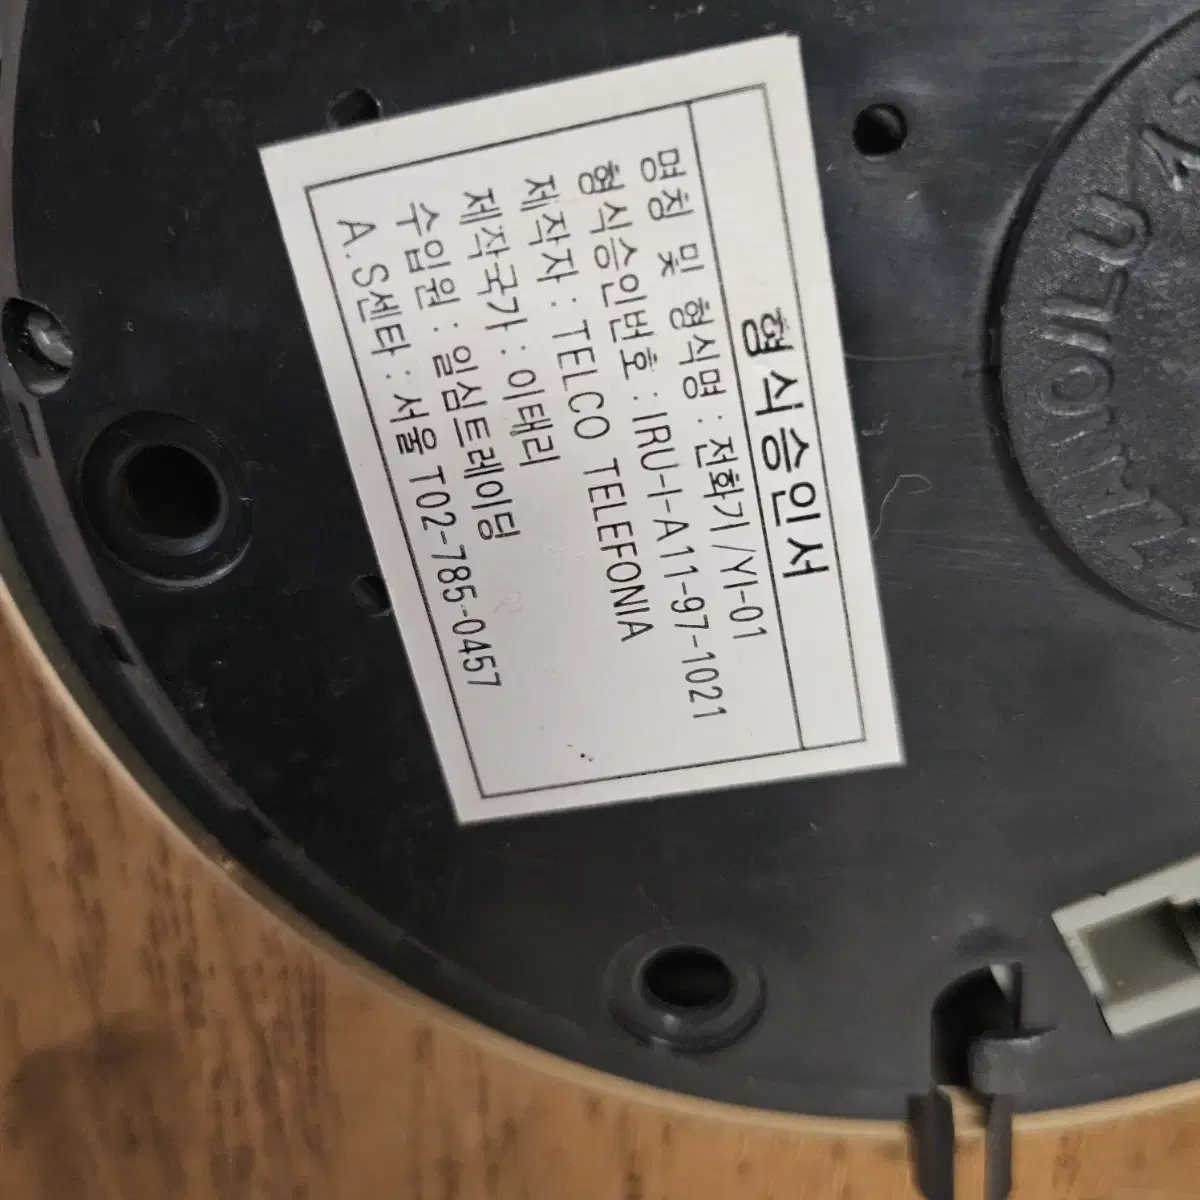 형식승인서
명칭 및 형식명 : 전화기/YI-01
형식승인번호 : IRU-I-A11-97-1021
제작자 : TELCO TELEFONIA
제작국가 : 이태리
수입원 : 일심트레이딩
A.S센타 : 서울 T02-785-0457